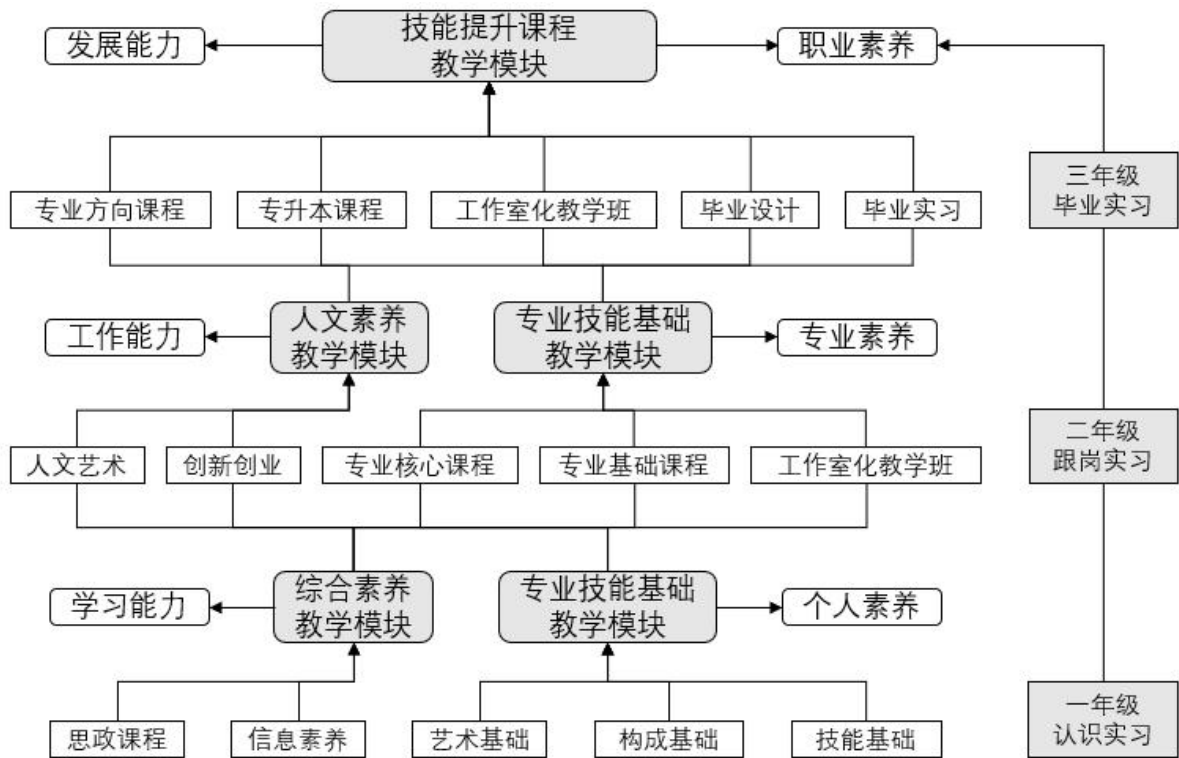 技能提升课程
教学模块
发展能力
职业素养
三年级
毕业实习
专业方向课程
专升本课程
工作室化教学班
毕业设计
毕业实习
人文素养
教学模块
专业技能基础
教学模块
工作能力
专业素养
二年级
跟岗实习
人文艺术
创新创业
专业核心课程
专业基础课程
工作室化教学班
综合素养
教学模块
专业技能基础
教学模块
学习能力
个人素养
一年级
认识实习
思政课程
信息素养
艺术基础
构成基础
技能基础